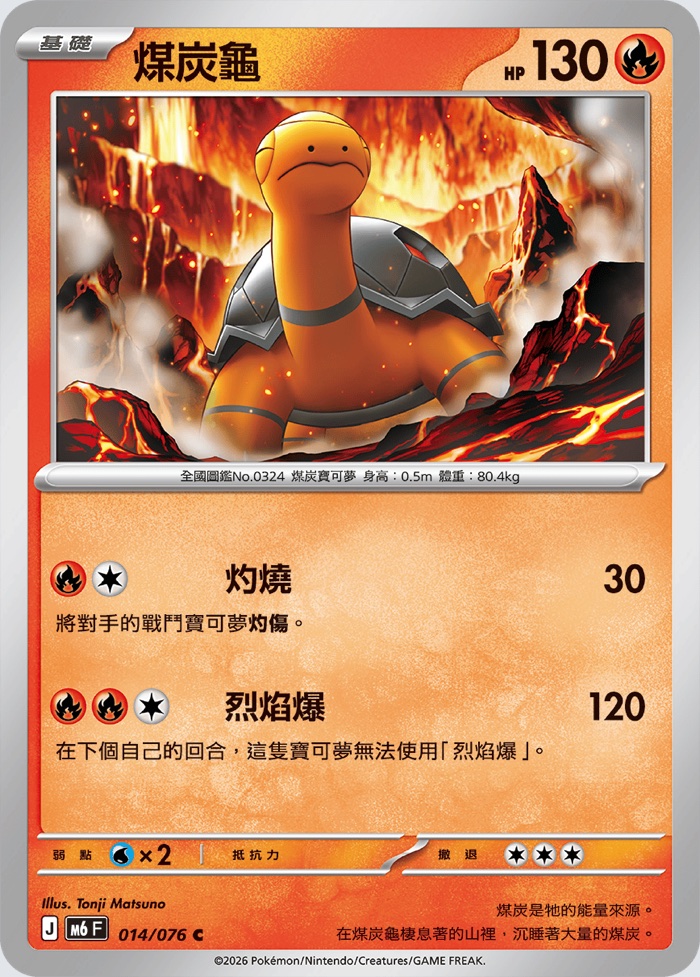 基礎
煤炭龜
HP 130
全國圖鑑No.0324 煤炭寶可夢 身高：0.5m 體重：80.4kg
灼燒 30
將對手的戰鬥寶可夢灼傷。
烈焰爆 120
在下個自己的回合，這隻寶可夢無法使用「烈焰爆」。
弱點 ×2 抵抗力 撤退
Illus. Tonji Matsuno
J M6 F 014/076 C
煤炭是牠的能量來源。
在煤炭龜棲息著的山裡，沉睡著大量的煤炭。
©2026 Pokémon/Nintendo/Creatures/GAME FREAK.